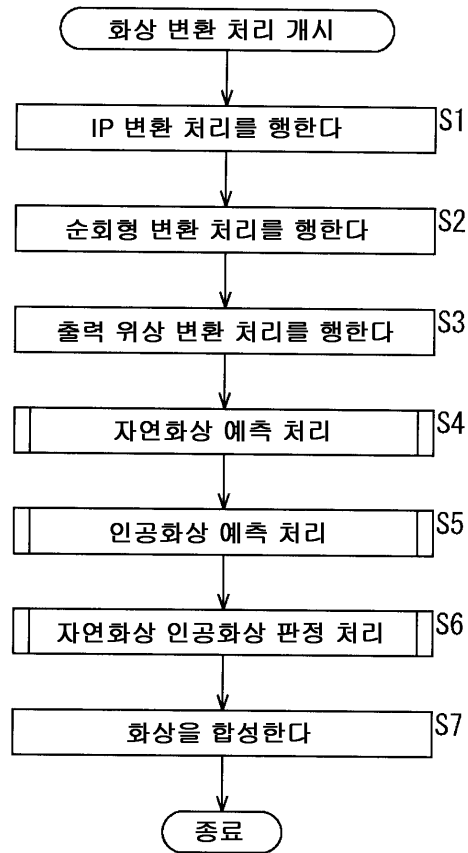 화상 변환 처리 개시
IP 변환 처리를 행한다
S1
순회형 변환 처리를 행한다
S2
출력 위상 변환 처리를 행한다
S3
자연화상 예측 처리
S4
인공화상 예측 처리
S5
자연화상 인공화상 판정 처리
S6
화상을 합성한다
S7
종료